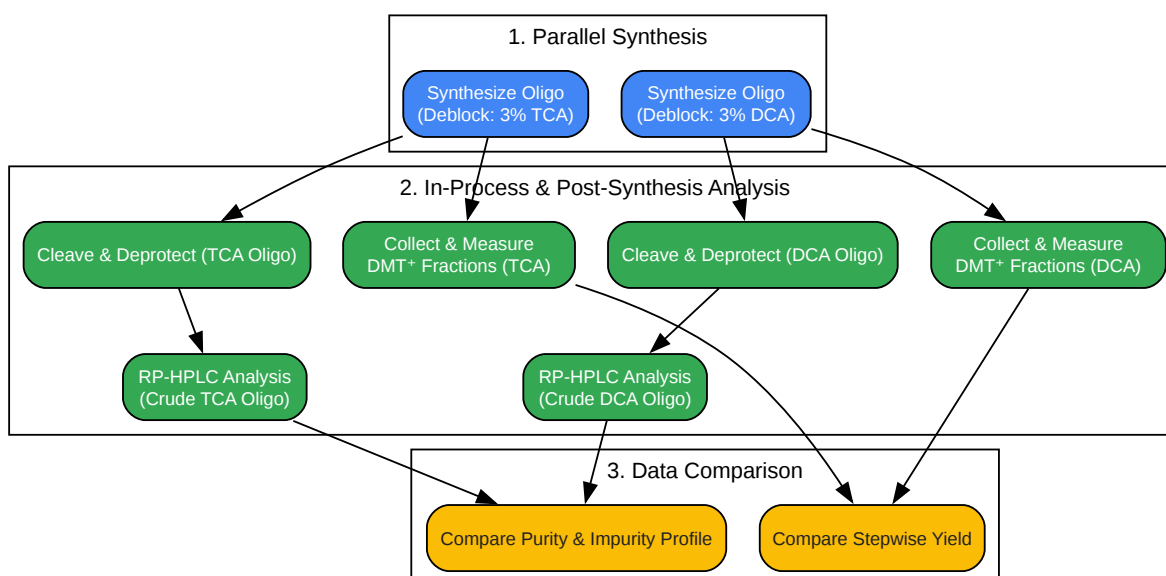 1. Parallel Synthesis
Synthesize Oligo
(Deblock: 3% TCA)
Synthesize Oligo
(Deblock: 3% DCA)
2. In-Process & Post-Synthesis Analysis
Cleave & Deprotect (TCA Oligo)
Collect & Measure
DMT⁺ Fractions (TCA)
Cleave & Deprotect (DCA Oligo)
Collect & Measure
DMT⁺ Fractions (DCA)
RP-HPLC Analysis
(Crude TCA Oligo)
RP-HPLC Analysis
(Crude DCA Oligo)
3. Data Comparison
Compare Purity & Impurity Profile
Compare Stepwise Yield